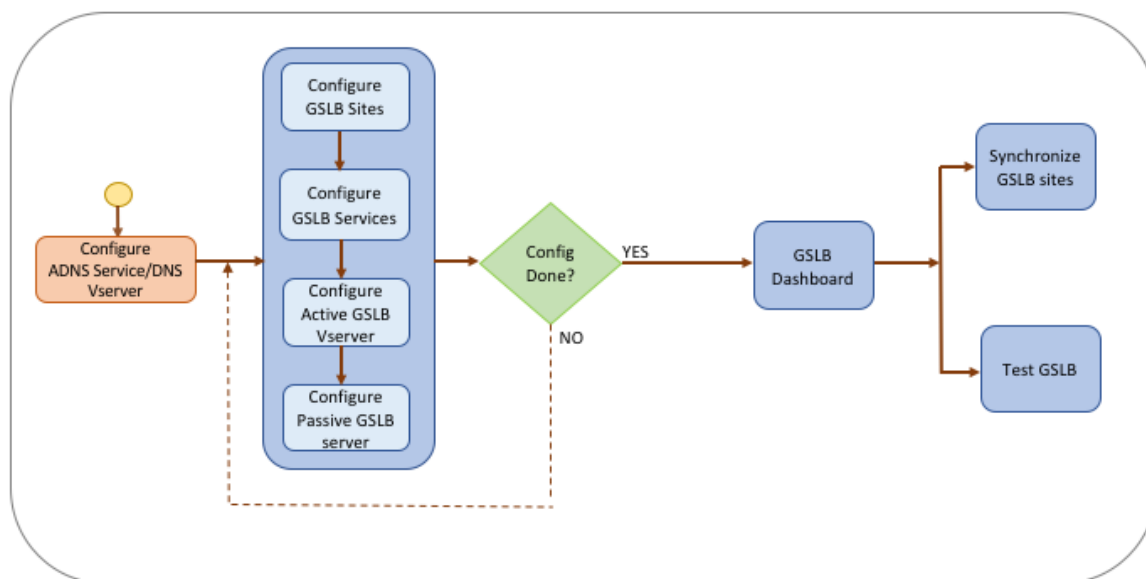 Configure
ADNS Service/DNS
Vserver
Configure
GSLB Sites
Configure
GSLB Services
Configure
Active GSLB
Vserver
Configure
Passive GSLB
server
Config
Done?
YES
NO
GSLB
Dashboard
Synchronize
GSLB sites
Test GSLB